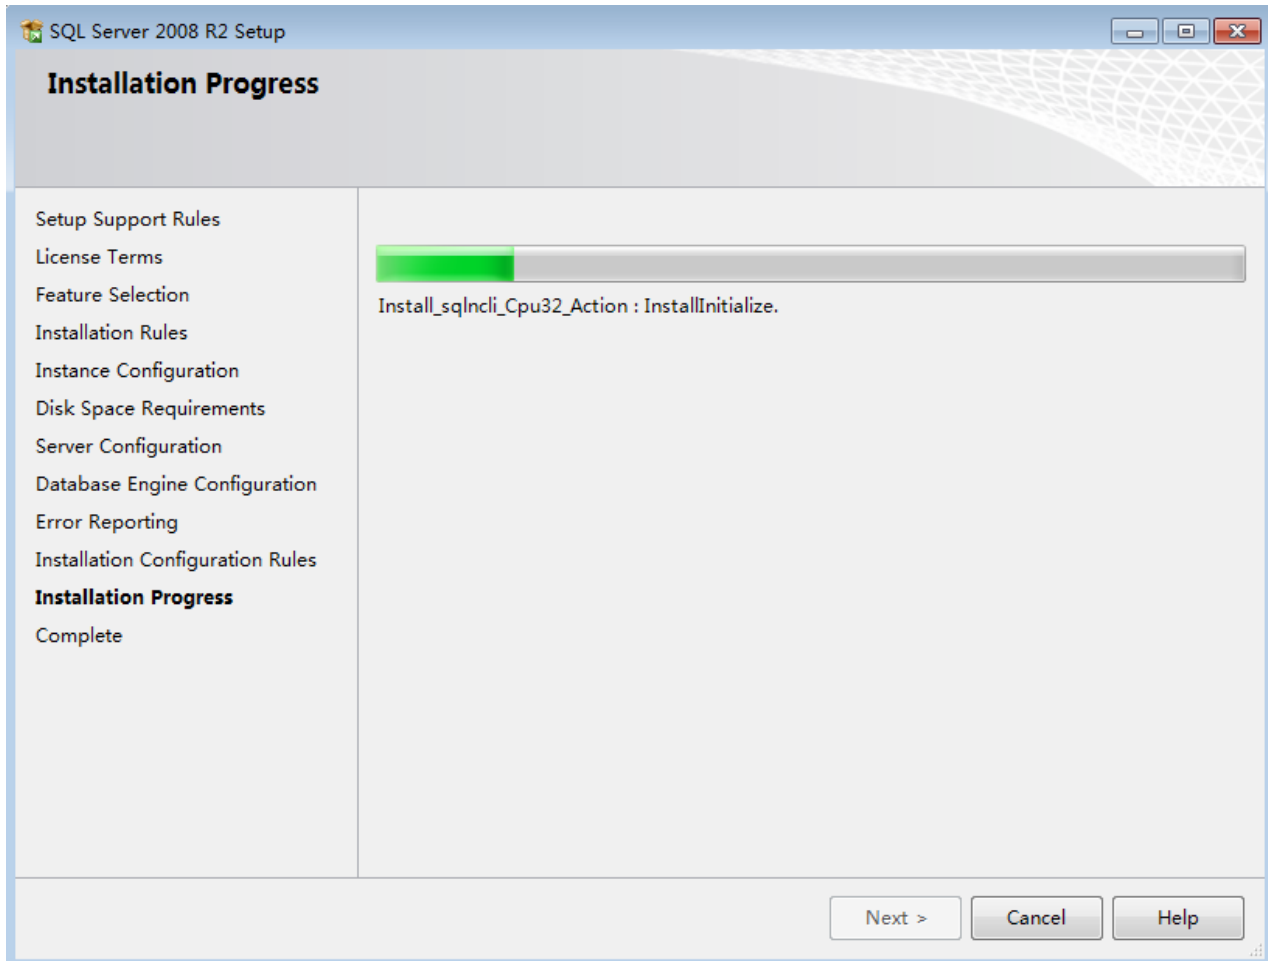 SQL Server 2008 R2 Setup
Installation Progress
Setup Support Rules
License Terms
Feature Selection
Installation Rules
Instance Configuration
Disk Space Requirements
Server Configuration
Database Engine Configuration
Error Reporting
Installation Configuration Rules
Installation Progress
Complete
Install_sqlncli_Cpu32_Action : InstallInitialize.
Next >
Cancel
Help